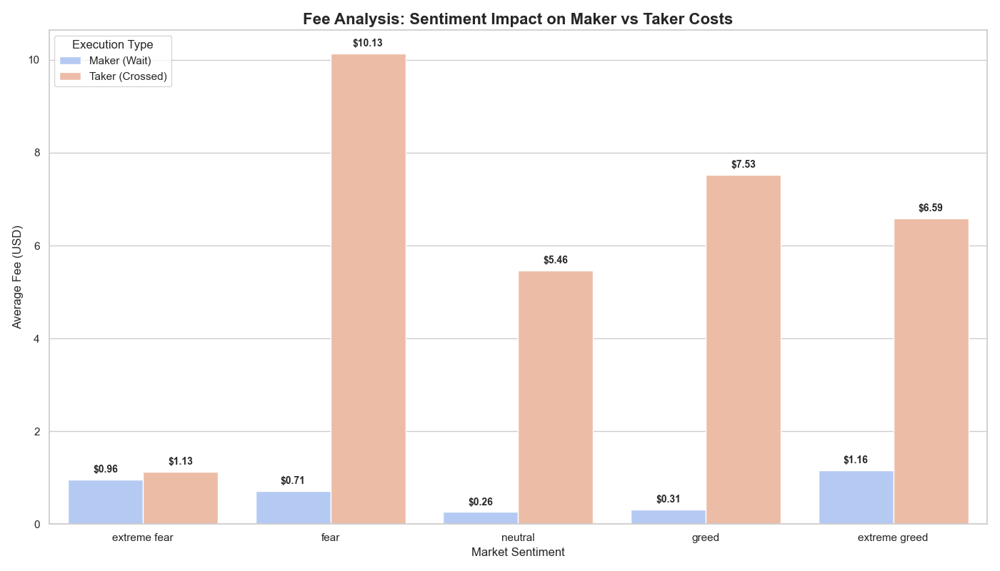 Fee Analysis: Sentiment Impact on Maker vs Taker Costs
Execution Type
Maker (Wait)
Taker (Crossed)
Average Fee (USD)
10
8
6
4
2
0
$0.96
$1.13
$0.71
$10.13
$0.26
$5.46
$0.31
$7.53
$1.16
$6.59
extreme fear
fear
neutral
greed
extreme greed
Market Sentiment